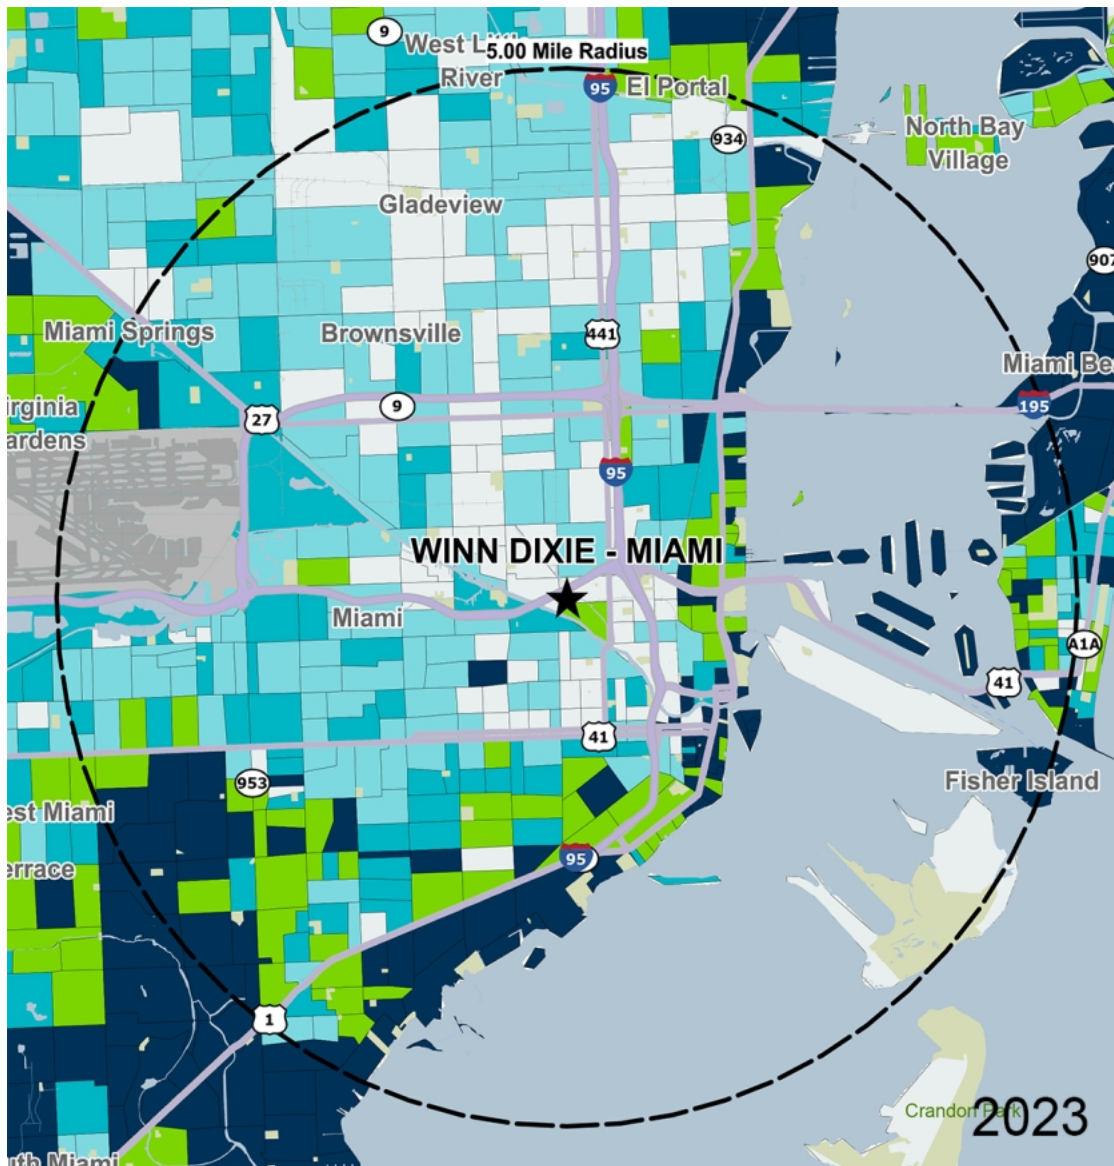 9
West Little
5.00 Mile Radius
River
95
El Portal
934
North Bay
Village
Gladeview
907
Miami Springs
Brownsville
441
Miami Bea
195
irginia
ardens
27
9
95
WINN DIXIE - MIAMI
Miami
A1A
41
41
953
Fisher Island
est Miami
errace
95
1
Crandon Park
2023
uth Miami